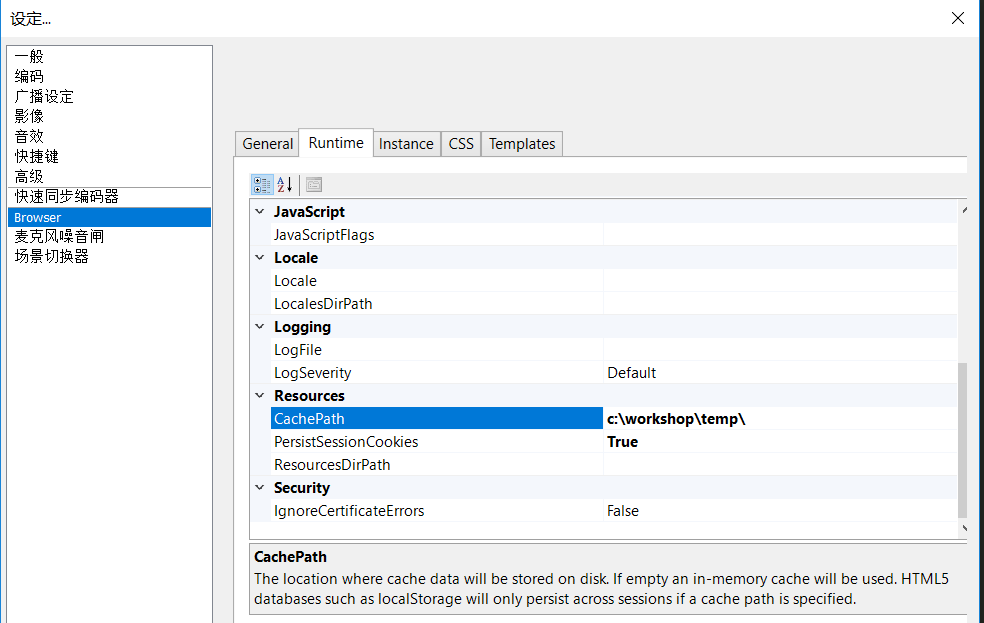 设定...
一般
编码
广播设定
影像
音效
快捷键
高级
快速同步编码器
Browser
麦克风噪音闸
场景切换器
General Runtime Instance CSS Templates
JavaScript
JavaScriptFlags
Locale
Locale
LocalesDirPath
Logging
LogFile
LogSeverity Default
Resources
CachePath c:\workshop\temp\
PersistSessionCookies True
ResourcesDirPath
Security
IgnoreCertificateErrors False
CachePath
The location where cache data will be stored on disk. If empty an in-memory cache will be used. HTML5
databases such as localStorage will only persist across sessions if a cache path is specified.